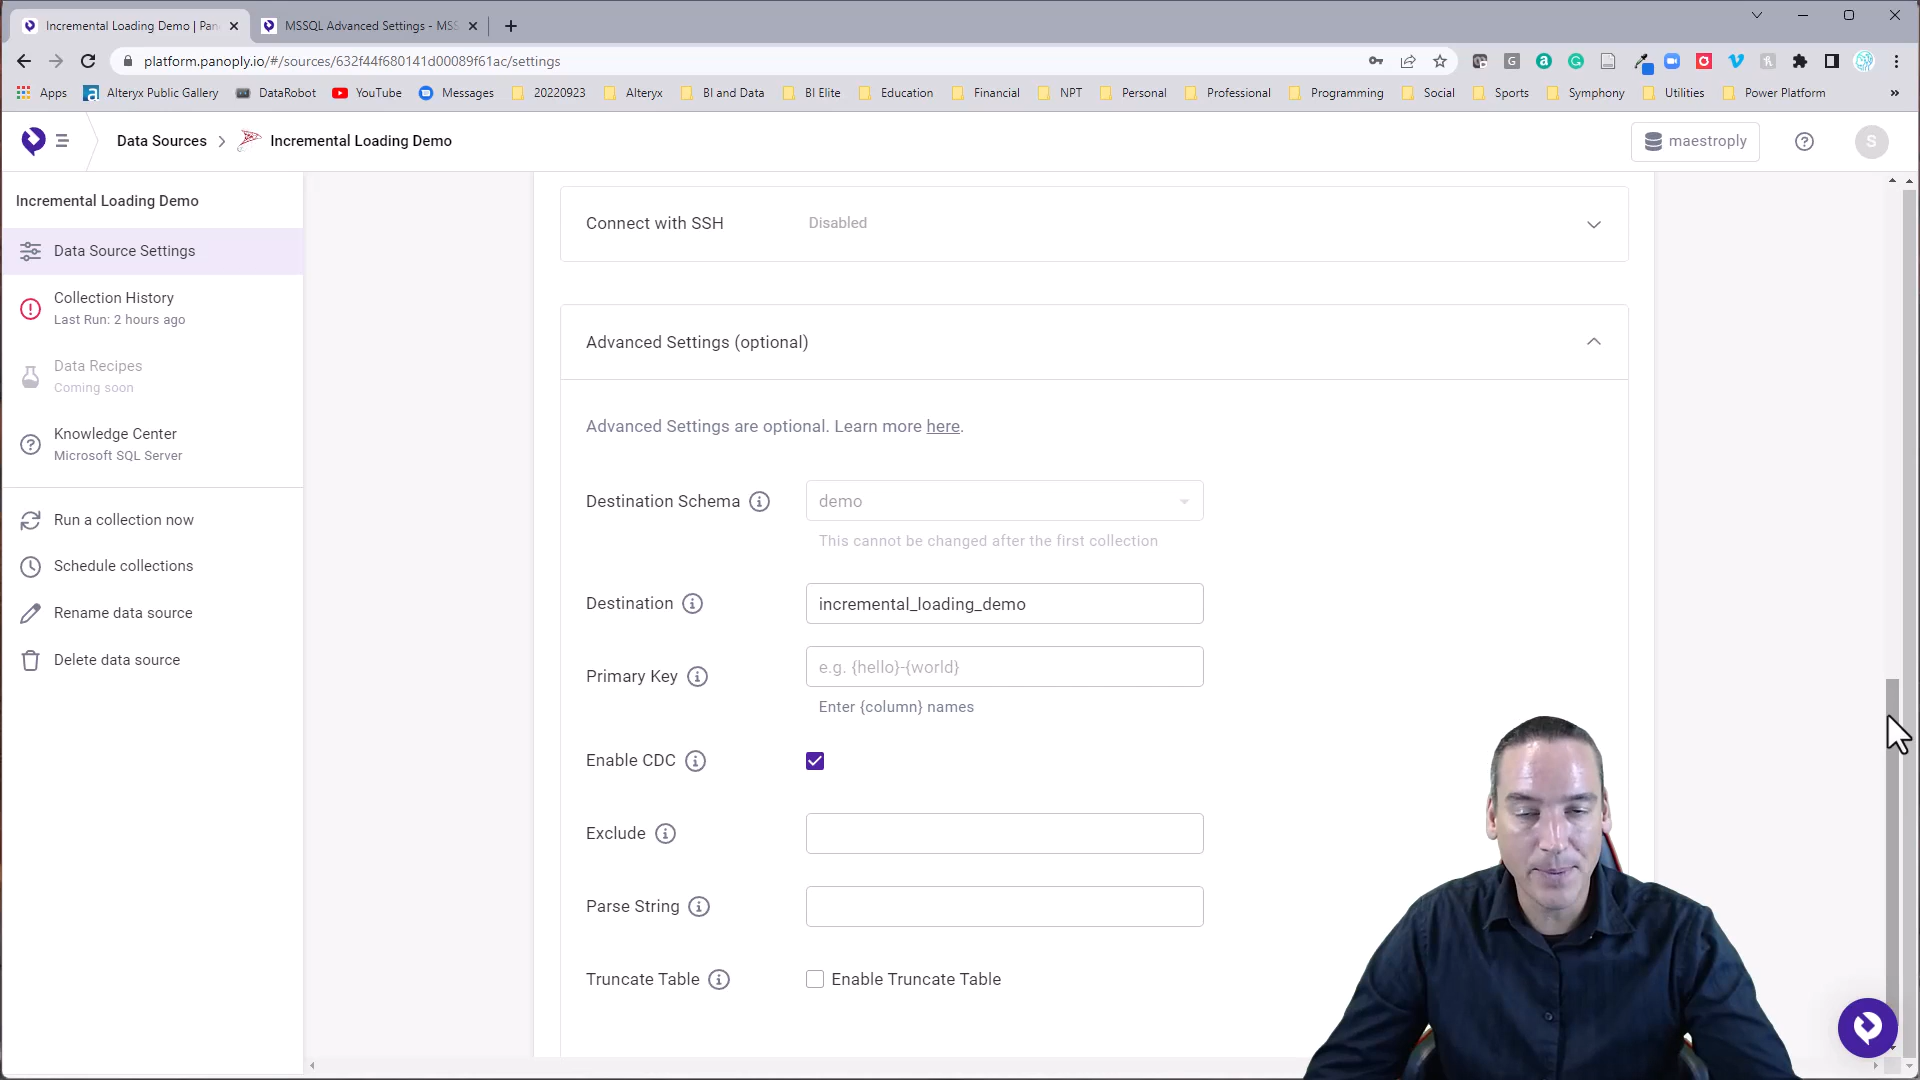 Incremental Loading Demo | Pan
MSSQL Advanced Settings - MSS
platform.panoply.io/#/sources/632f44f680141d00089f61ac/settings
Apps
Alteryx Public Gallery
DataRobot
YouTube
Messages
20220923
Alteryx
BI and Data
BI Elite
Education
Financial
NPT
Personal
Professional
Programming
Social
Sports
Symphony
Utilities
Power Platform
»
Data Sources
Incremental Loading Demo
maestroply
S
Incremental Loading Demo
Data Source Settings
Collection History
Last Run: 2 hours ago
Data Recipes
Coming soon
Knowledge Center
Microsoft SQL Server
Run a collection now
Schedule collections
Rename data source
Delete data source
Connect with SSH Disabled
Advanced Settings (optional)
Advanced Settings are optional. Learn more here.
Destination Schema demo
This cannot be changed after the first collection
Destination incremental_loading_demo
Primary Key e.g. {hello}-{world}
Enter {column} names
Enable CDC
Exclude
Parse String
Truncate Table Enable Truncate Table